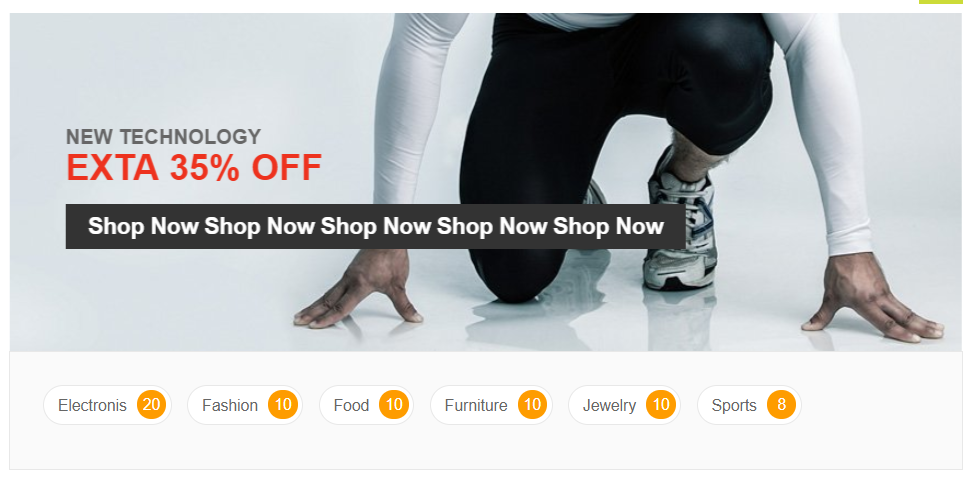 NEW TECHNOLOGY
EXTA 35% OFF
Shop Now Shop Now Shop Now Shop Now Shop Now
Electronis 20 Fashion 10 Food 10 Furniture 10 Jewelry 10 Sports 8